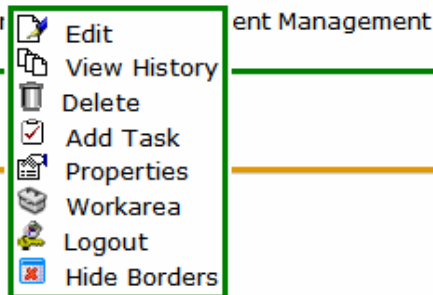 Edit
ent Management
View History
Delete
Add Task
Properties
Workarea
Logout
Hide Borders